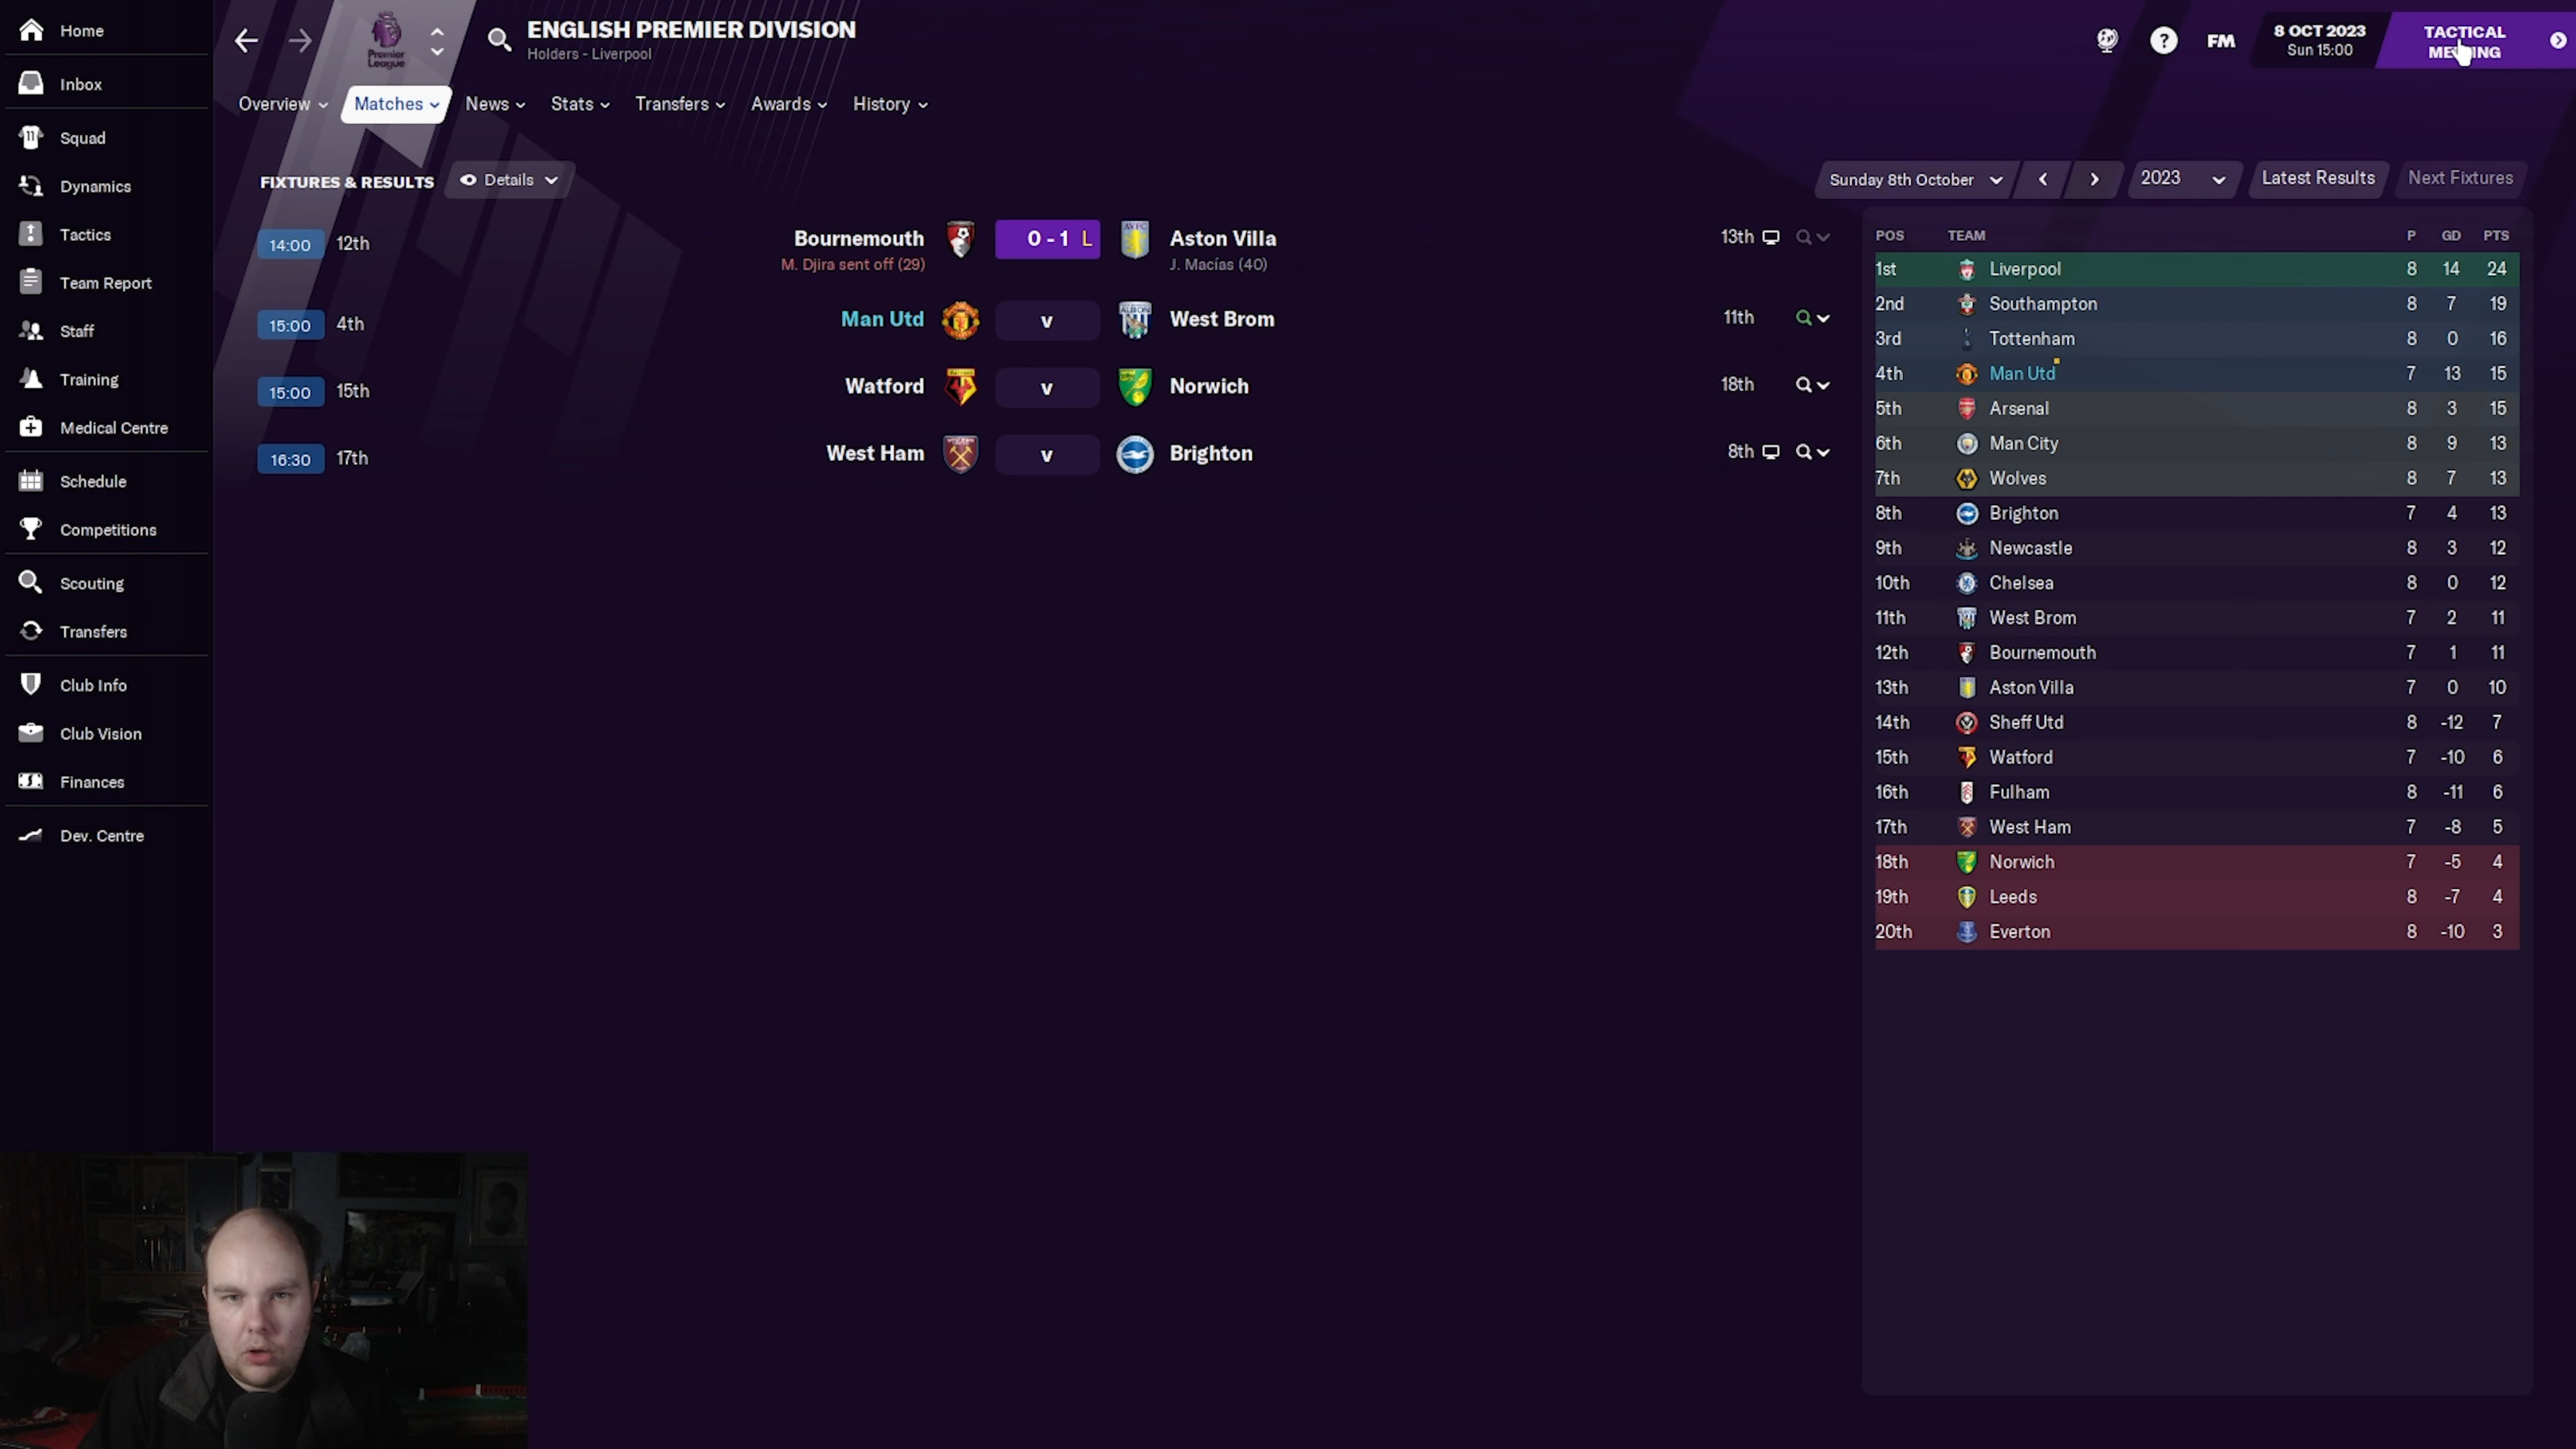 Home
Inbox
Squad
Dynamics
Tactics
Team Report
Staff
Training
Medical Centre
Schedule
Competitions
Scouting
Transfers
Club Info
Club Vision
Finances
Dev. Centre
Premier League
ENGLISH PREMIER DIVISION
Holders - Liverpool
? FM
8 OCT 2023
Sun 15:00
TACTICAL
Overview Matches News Stats Transfers Awards History
FIXTURES & RESULTS Details
Sunday 8th October 2023 Latest Results Next Fixtures
14:00 12th Bournemouth 0 - 1 L Aston Villa 13th
M. Djira sent off (29) J. Macías (40)
15:00 4th Man Utd v West Brom 11th
15:00 15th Watford v Norwich 18th
16:30 17th West Ham v Brighton 8th
POS TEAM P GD PTS
1st Liverpool 8 14 24
2nd Southampton 8 7 19
3rd Tottenham 8 0 16
4th Man Utd 7 13 15
5th Arsenal 8 3 15
6th Man City 8 9 13
7th Wolves 8 7 13
8th Brighton 7 4 13
9th Newcastle 8 3 12
10th Chelsea 8 0 12
11th West Brom 7 2 11
12th Bournemouth 7 1 11
13th Aston Villa 7 0 10
14th Sheff Utd 8 -12 7
15th Watford 7 -10 6
16th Fulham 8 -11 6
17th West Ham 7 -8 5
18th Norwich 7 -5 4
19th Leeds 8 -7 4
20th Everton 8 -10 3